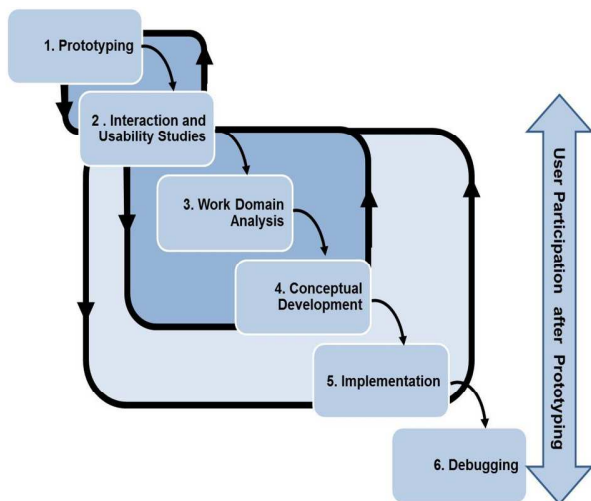 1. Prototyping
2 . Interaction and
Usability Studies
3. Work Domain
Analysis
4. Conceptual
Development
5. Implementation
6. Debugging
User Participation after Prototyping